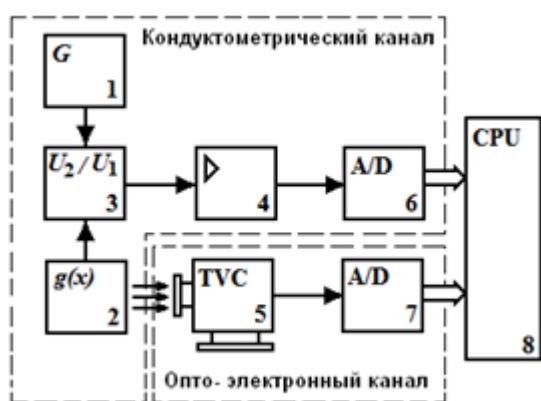 Кондуктометрический канал
G
1
U₂ / U₁
3
4
A/D
6
CPU
8
g(x)
2
TVC
5
A/D
7
Опто- электронный канал